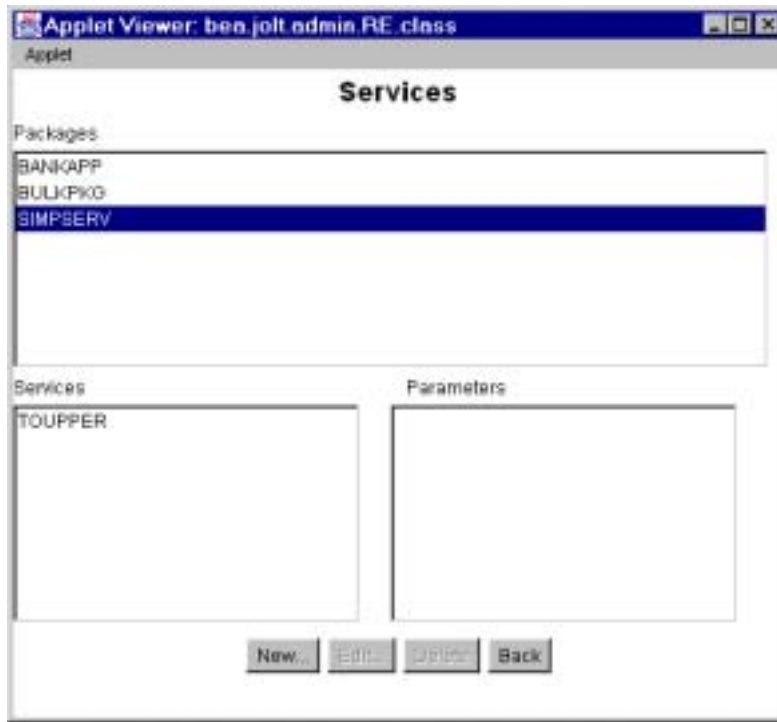 Applet Viewer: bea.jolt.admin.RE.class
Applet
Services
Packages
BANKAPP
BULKPKG
SIMPSERV
Services
Parameters
TOUPPER
New...
Edit...
Delete
Back